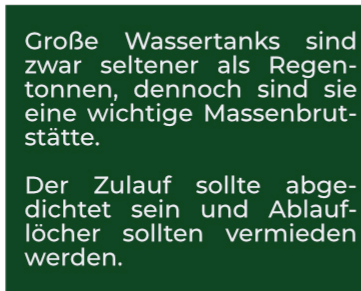 Große Wassertanks sind
zwar seltener als Regen-
tonnen, dennoch sind sie
eine wichtige Massenbrut-
stätte.
Der Zulauf sollte abge-
dichtet sein und Ablauf-
löcher sollten vermieden
werden.